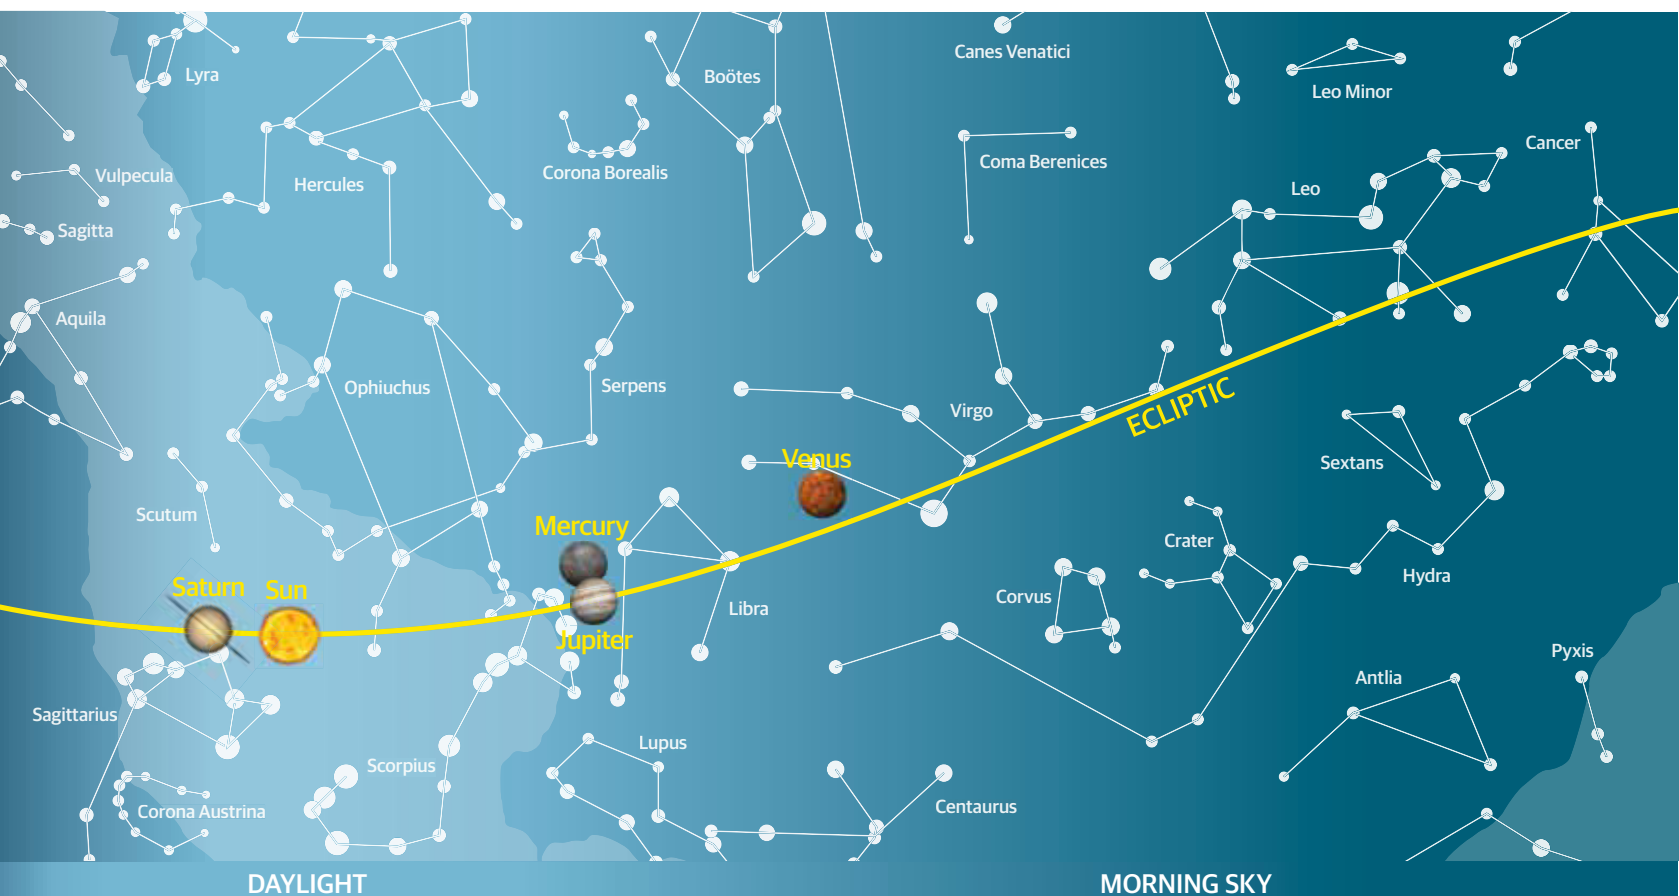 Canes Venatici
Lyra
Boötes
Leo Minor
Cancer
Coma Berenices
Corona Borealis
Vulpecula
Hercules
Leo
Sagitta
Aquila
Ophiuchus
Serpens
Virgo
ECLIPTIC
Venus
Sextans
Scutum
Mercury
Crater
Hydra
Saturn
Sun
Corvus
Libra
Jupiter
Pyxis
Antlia
Sagittarius
Lupus
Scorpius
Centaurus
Corona Austrina
DAYLIGHT
MORNING SKY